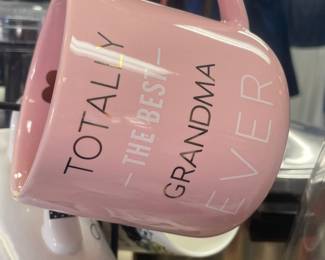 TOTALLY
— THE BEST —
GRANDMA
EVER